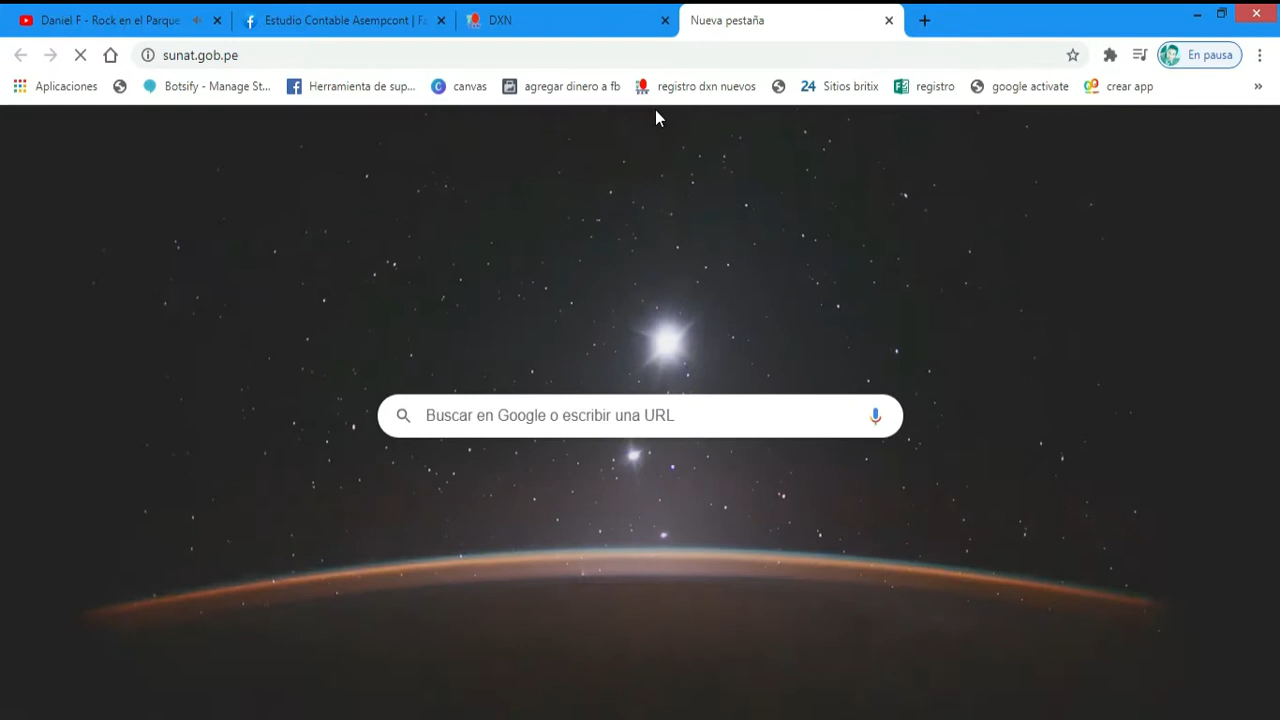 Daniel F - Rock en el Parque
Estudio Contable Asempcont | Fa
DXN
Nueva pestaña
sunat.gob.pe
En pausa
Aplicaciones
Botsify - Manage St...
Herramienta de sup...
canvas
agregar dinero a fb
registro dxn nuevos
24 Sitios britix
registro
google activate
crear app
Buscar en Google o escribir una URL